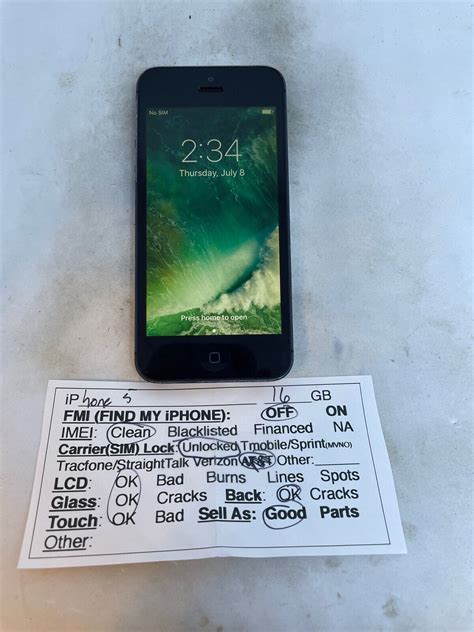 No SIM
2:34
Thursday, July 8
Press home to open
iPhone 5 16 GB
FMI (FIND MY iPHONE): OFF ON
IMEI: Clean Blacklisted Financed NA
Carrier(SIM) Lock: Unlocked Tmobile/Sprint(MVNO)
Tracfone/StraightTalk Verizon AT&T Other:
LCD: OK Bad Burns Lines Spots
Glass: OK Cracks Back: OK Cracks
Touch: OK Bad Sell As: Good Parts
Other: